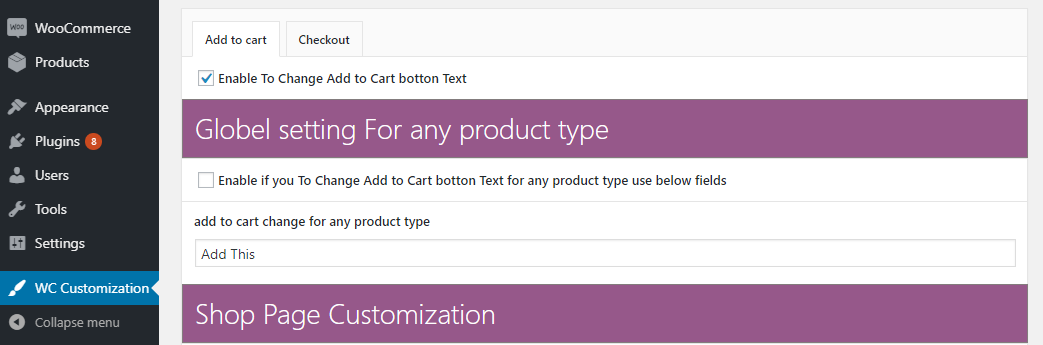 WOO
WooCommerce
Products
Appearance
Plugins 8
Users
Tools
Settings
WC Customization
Collapse menu
Add to cart Checkout
Enable To Change Add to Cart botton Text
Globel setting For any product type
Enable if you To Change Add to Cart botton Text for any product type use below fields
add to cart change for any product type
Add This
Shop Page Customization